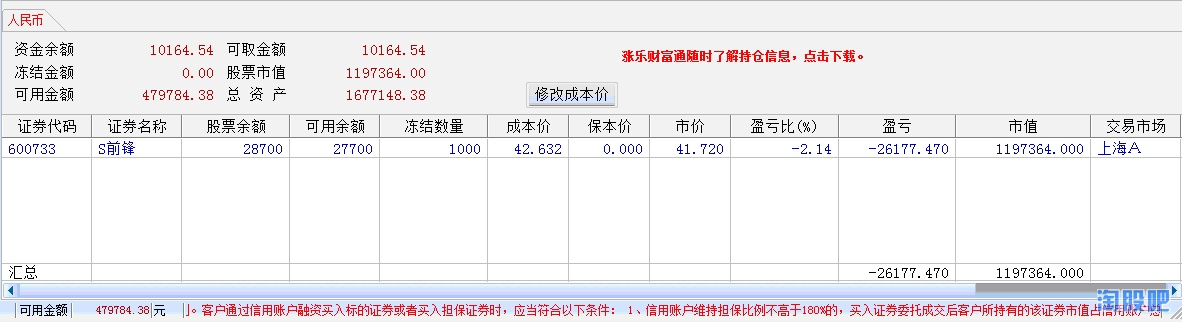 人民币
资金余额 10164.54 可取金额 10164.54
涨乐财富通随时了解持仓信息，点击下载。
冻结金额 0.00 股票市值 1197364.00
可用金额 479784.38 总 资 产 1677148.38
修改成本价
证券代码 证券名称 股票余额 可用余额 冻结数量 成本价 保本价 市价 盈亏比(%) 盈亏 市值 交易市场
600733 S前锋 28700 27700 1000 42.632 0.000 41.720 -2.14 -26177.470 1197364.000 上海A
汇总 -26177.470 1197364.000
淘股吧
可用金额 479784.38 元 」。客户通过信用账户融资买入标的证券或者买入担保证券时，应当符合以下条件： 1、信用账户维持担保比例不高于180%的，买入证券委托成交后客户所持有的该证券市值占信用账户总